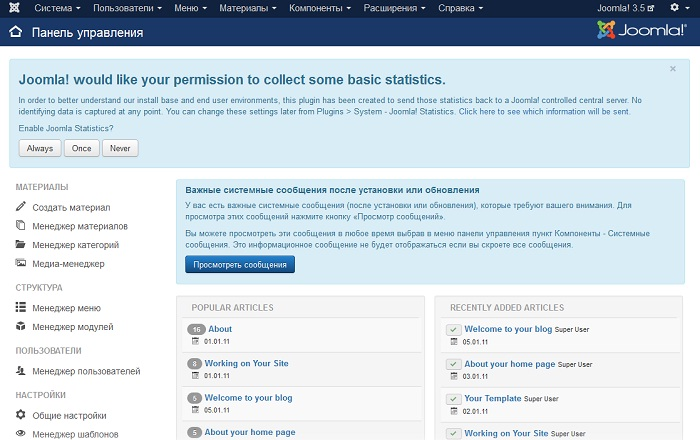 Система Пользователи Меню Материалы Компоненты Расширения Справка Joomla! 3.5
Панель управления Joomla!
Joomla! would like your permission to collect some basic statistics. ×
In order to better understand our install base and end user environments, this plugin has been created to send those statistics back to a Joomla! controlled central server. No
identifying data is captured at any point. You can change these settings later from Plugins > System - Joomla! Statistics. Click here to see which information will be sent.
Enable Joomla Statistics?
Always Once Never
МАТЕРИАЛЫ
Создать материал
Менеджер материалов
Менеджер категорий
Медиа-менеджер
СТРУКТУРА
Менеджер меню
Менеджер модулей
ПОЛЬЗОВАТЕЛИ
Менеджер пользователей
НАСТРОЙКИ
Общие настройки
Менеджер шаблонов
Важные системные сообщения после установки или обновления
У вас есть важные системные сообщения (после установки или обновления), которые требуют вашего внимания. Для
просмотра этих сообщений нажмите кнопку «Просмотр сообщений».
Вы можете просмотреть эти сообщения в любое время выбрав в меню панели управления пункт Компоненты - Системные
сообщения. Это информационное сообщение не будет отображаться если вы скроете все сообщения.
Просмотреть сообщения
POPULAR ARTICLES
16 About
01.01.11
8 Working on Your Site
01.01.11
5 Welcome to your blog
05.01.11
5 About your home page
RECENTLY ADDED ARTICLES
Welcome to your blog Super User
05.01.11
About your home page Super User
03.01.11
Your Template Super User
02.01.11
Working on Your Site Super User